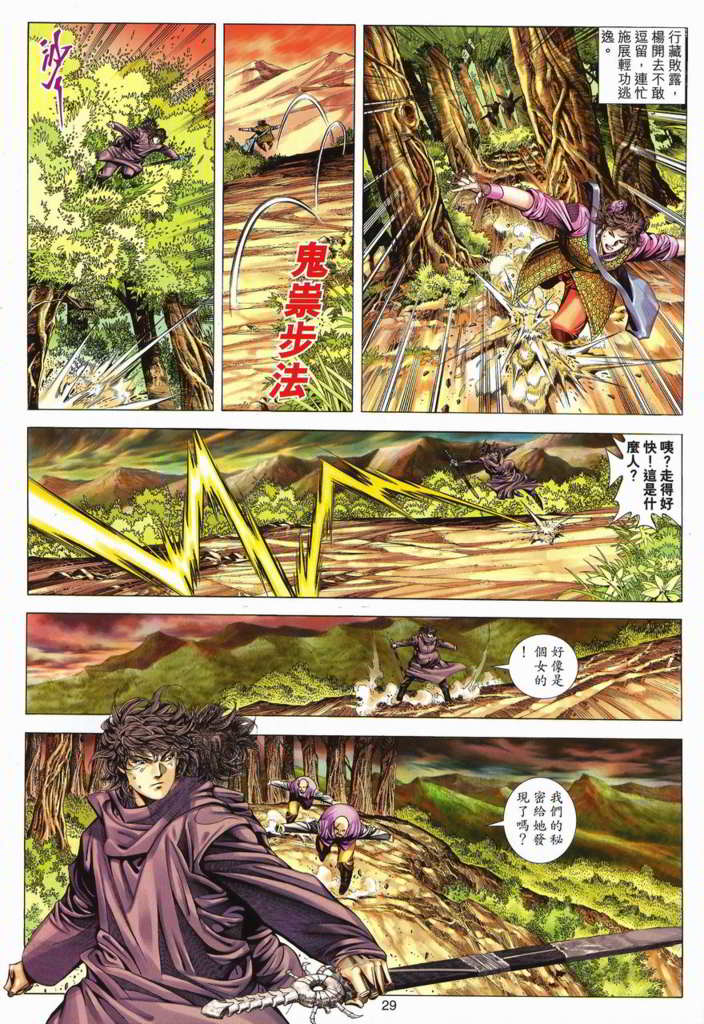 行藏敗露，
楊開去不敢
逗留，連忙
施展輕功逃
逸。
鬼祟步法
沙
咦？走得好
快！這是什
麼人？
好像是
個女的
！
我們的秘
密給她發
現了嗎？
29